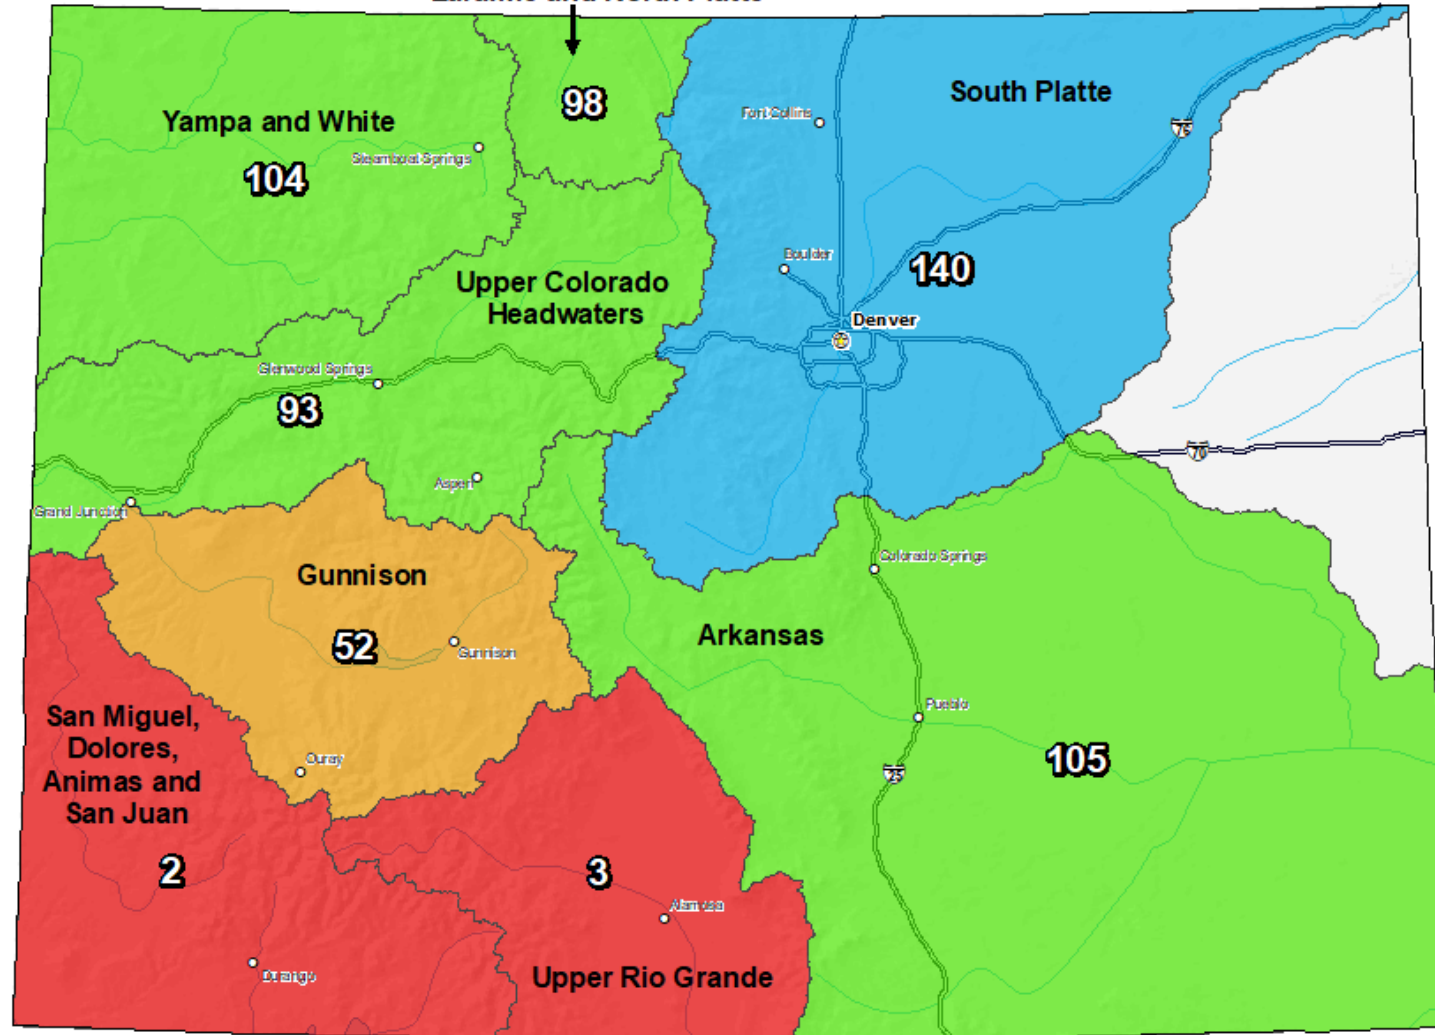 Laramie and North Platte
98
Yampa and White
104
Steamboat Springs
South Platte
Fort Collins
76
140
Boulder
Denver
Upper Colorado
Headwaters
Glenwood Springs
93
Aspen
Grand Junction
70
Gunnison
52
Gunnison
Ouray
Colorado Springs
Arkansas
Pueblo
105
25
San Miguel,
Dolores,
Animas and
San Juan
2
Durango
3
Alamosa
Upper Rio Grande